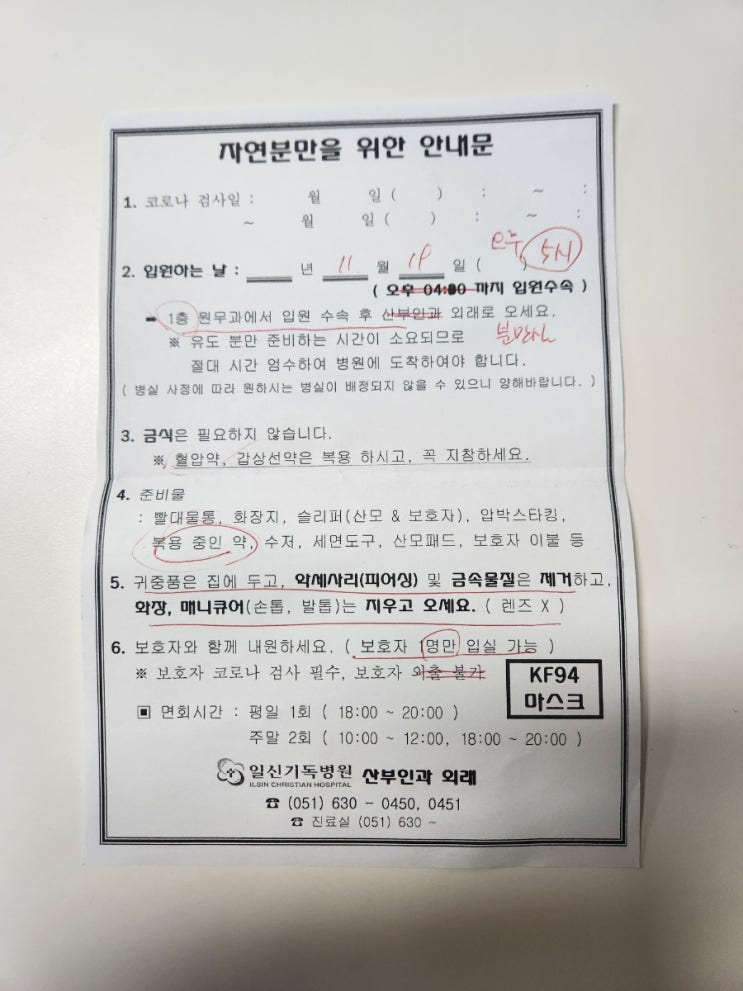 자연분만을 위한 안내문
1. 코로나 검사일 : 월 일 ( ) : ~ :
~ 월 일 ( ) : ~ :
오후 5시
2. 입원하는 날 : ____ 년 11 월 19 일 ( )
( 오후 04:00 까지 입원수속 )
➡ 1층 원무과에서 입원 수속 후 산부인과 외래로 오세요.
분만실
※ 유도 분만 준비하는 시간이 소요되므로
절대 시간 엄수하여 병원에 도착하여야 합니다.
( 병실 사정에 따라 원하시는 병실이 배정되지 않을 수 있으니 양해바랍니다. )
3. 금식은 필요하지 않습니다.
※ 혈압약, 갑상선약은 복용 하시고, 꼭 지참하세요.
4. 준비물
: 빨대물통, 화장지, 슬리퍼(산모 & 보호자), 압박스타킹,
복용 중인 약, 수저, 세면도구, 산모패드, 보호자 이불 등
5. 귀중품은 집에 두고, 악세사리(피어싱) 및 금속물질은 제거하고,
화장, 매니큐어(손톱, 발톱)는 지우고 오세요. ( 렌즈 X )
6. 보호자와 함께 내원하세요. ( 보호자 1명만 입실 가능 )
※ 보호자 코로나 검사 필수, 보호자 외출 불가
KF94
마스크
▣ 면회시간 : 평일 1회 ( 18:00 ~ 20:00 )
주말 2회 ( 10:00 ~ 12:00, 18:00 ~ 20:00 )
일신기독병원 산부인과 외래
ILSIN CHRISTIAN HOSPITAL
☎ (051) 630 - 0450, 0451
☎ 진료실 (051) 630 -